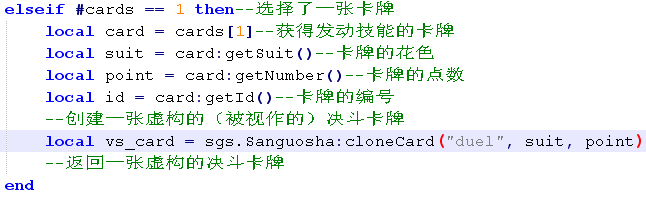 elseif #cards == 1 then--选择了一张卡牌
local card = cards[1]--获得发动技能的卡牌
local suit = card:getSuit()--卡牌的花色
local point = card:getNumber()--卡牌的点数
local id = card:getId()--卡牌的编号
--创建一张虚构的（被视作的）决斗卡牌
local vs_card = sgs.Sanguosha:cloneCard("duel", suit, point)
--返回一张虚构的决斗卡牌
end